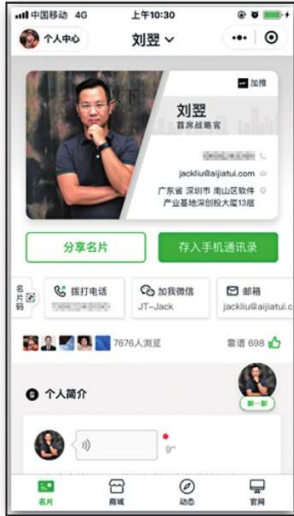 中国移动 4G
上午10:30
个人中心
刘翌
加推
刘翌
首席战略官
jackliu@aijiatui.com
广东省 深圳市 南山区软件
产业基地深创投大厦13层
分享名片
存入手机通讯录
名片码
拨打电话
加我微信
JT-Jack
邮箱
jackliu@aijiatui.c
7676人浏览
靠谱 698
个人简介
聊一聊
9''
名片
商城
动态
官网